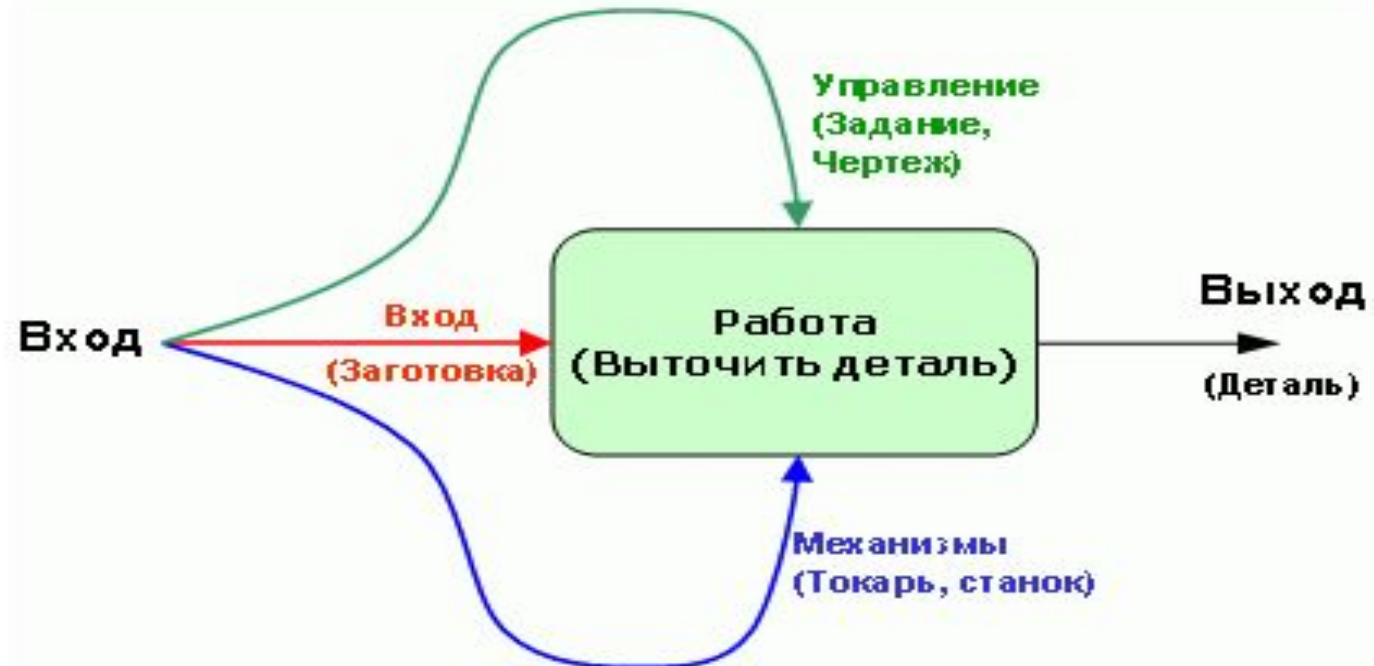 Управление
(Задание,
Чертеж)
Вход
Вход
(Заготовка)
Работа
(Выточить деталь)
Выход
(Деталь)
Механизмы
(Токарь, станок)